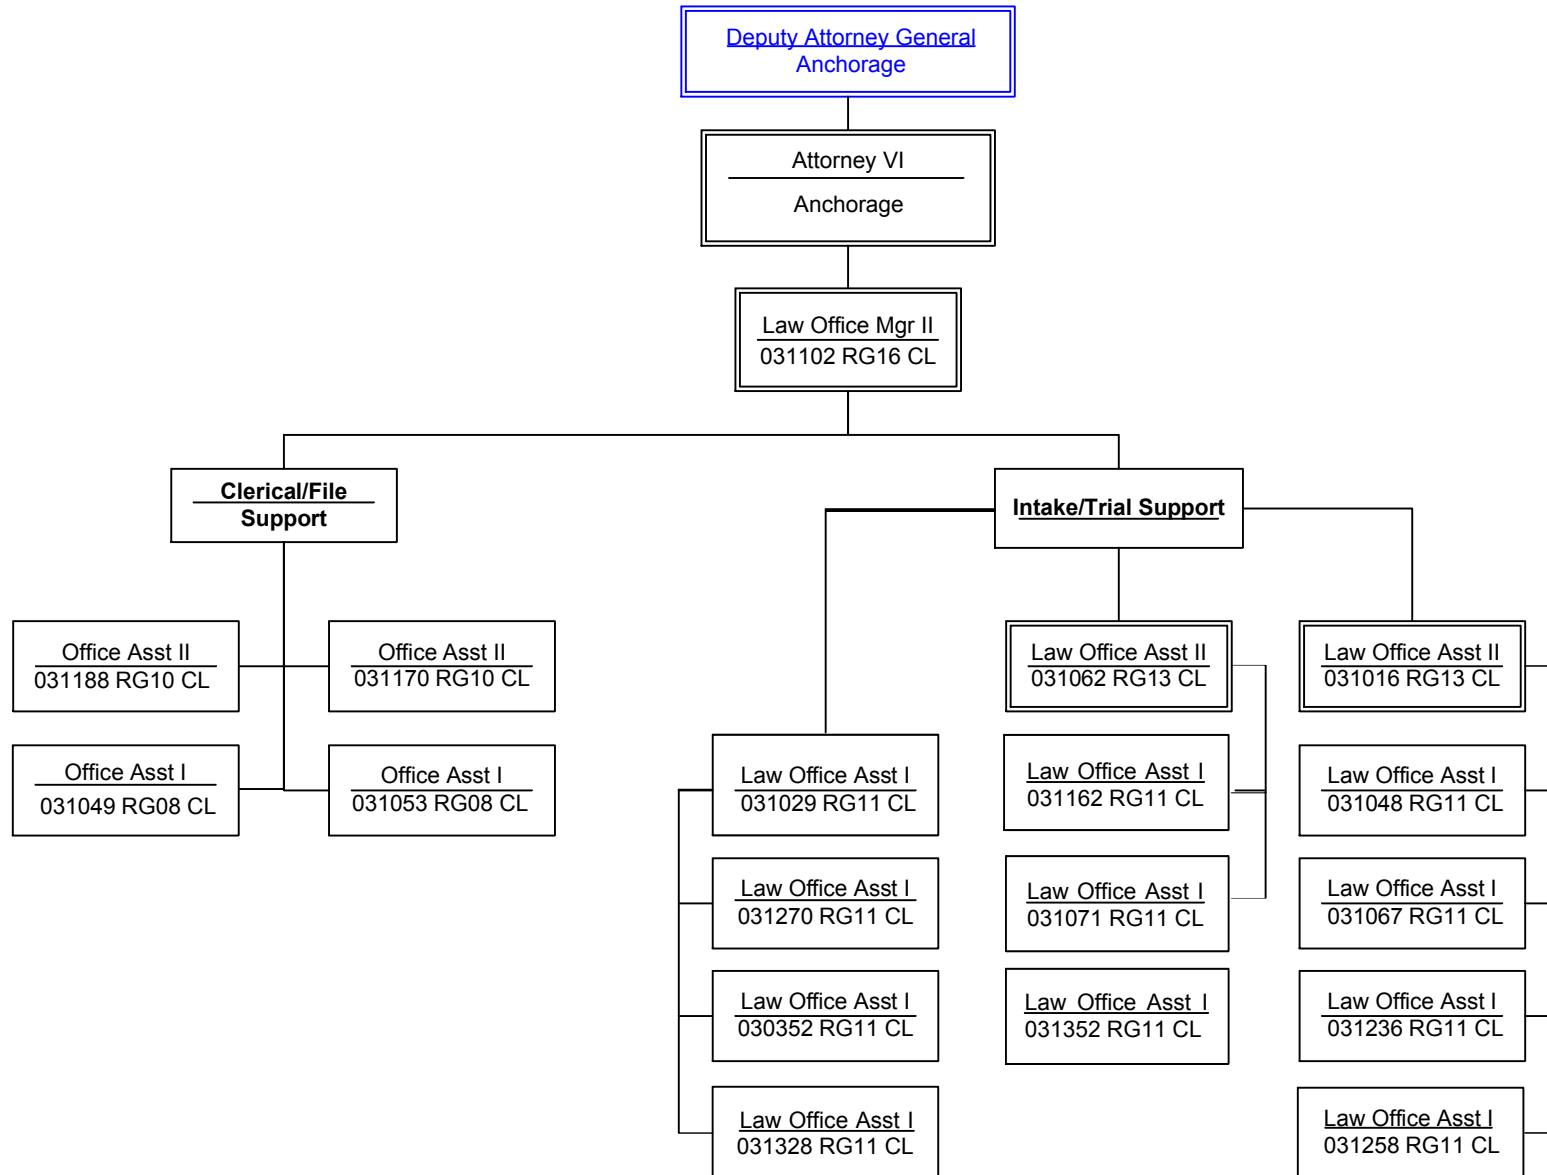 Deputy Attorney General
Anchorage
Attorney VI
Anchorage
Law Office Mgr II
031102 RG16 CL
Clerical/File
Support
Office Asst II
031188 RG10 CL
Office Asst II
031170 RG10 CL
Office Asst I
031049 RG08 CL
Office Asst I
031053 RG08 CL
Intake/Trial Support
Law Office Asst I
031029 RG11 CL
Law Office Asst I
031270 RG11 CL
Law Office Asst I
030352 RG11 CL
Law Office Asst I
031328 RG11 CL
Law Office Asst II
031062 RG13 CL
Law Office Asst I
031162 RG11 CL
Law Office Asst I
031071 RG11 CL
Law Office Asst I
031352 RG11 CL
Law Office Asst II
031016 RG13 CL
Law Office Asst I
031048 RG11 CL
Law Office Asst I
031067 RG11 CL
Law Office Asst I
031236 RG11 CL
Law Office Asst I
031258 RG11 CL